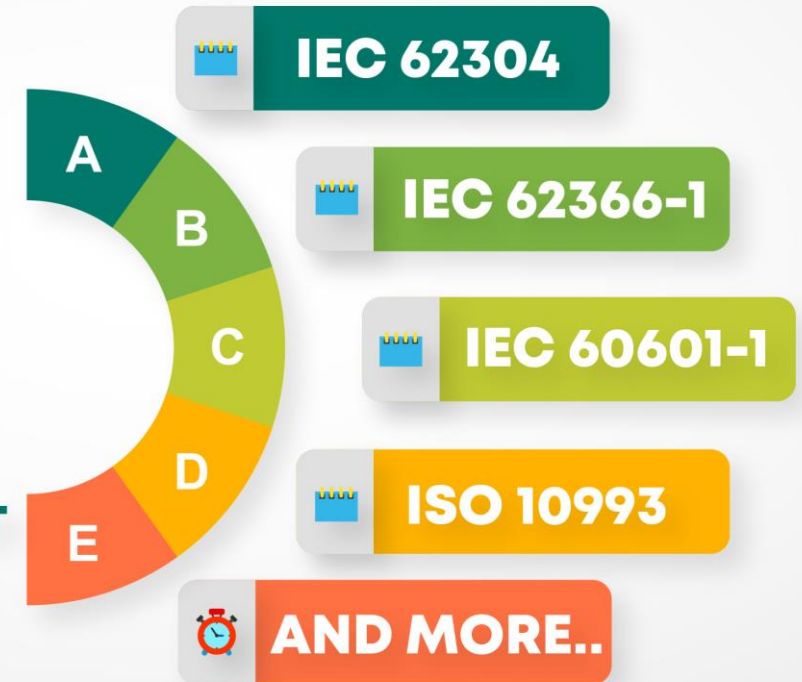 A
IEC 62304
B
IEC 62366-1
C
IEC 60601-1
D
ISO 10993
E
AND MORE..